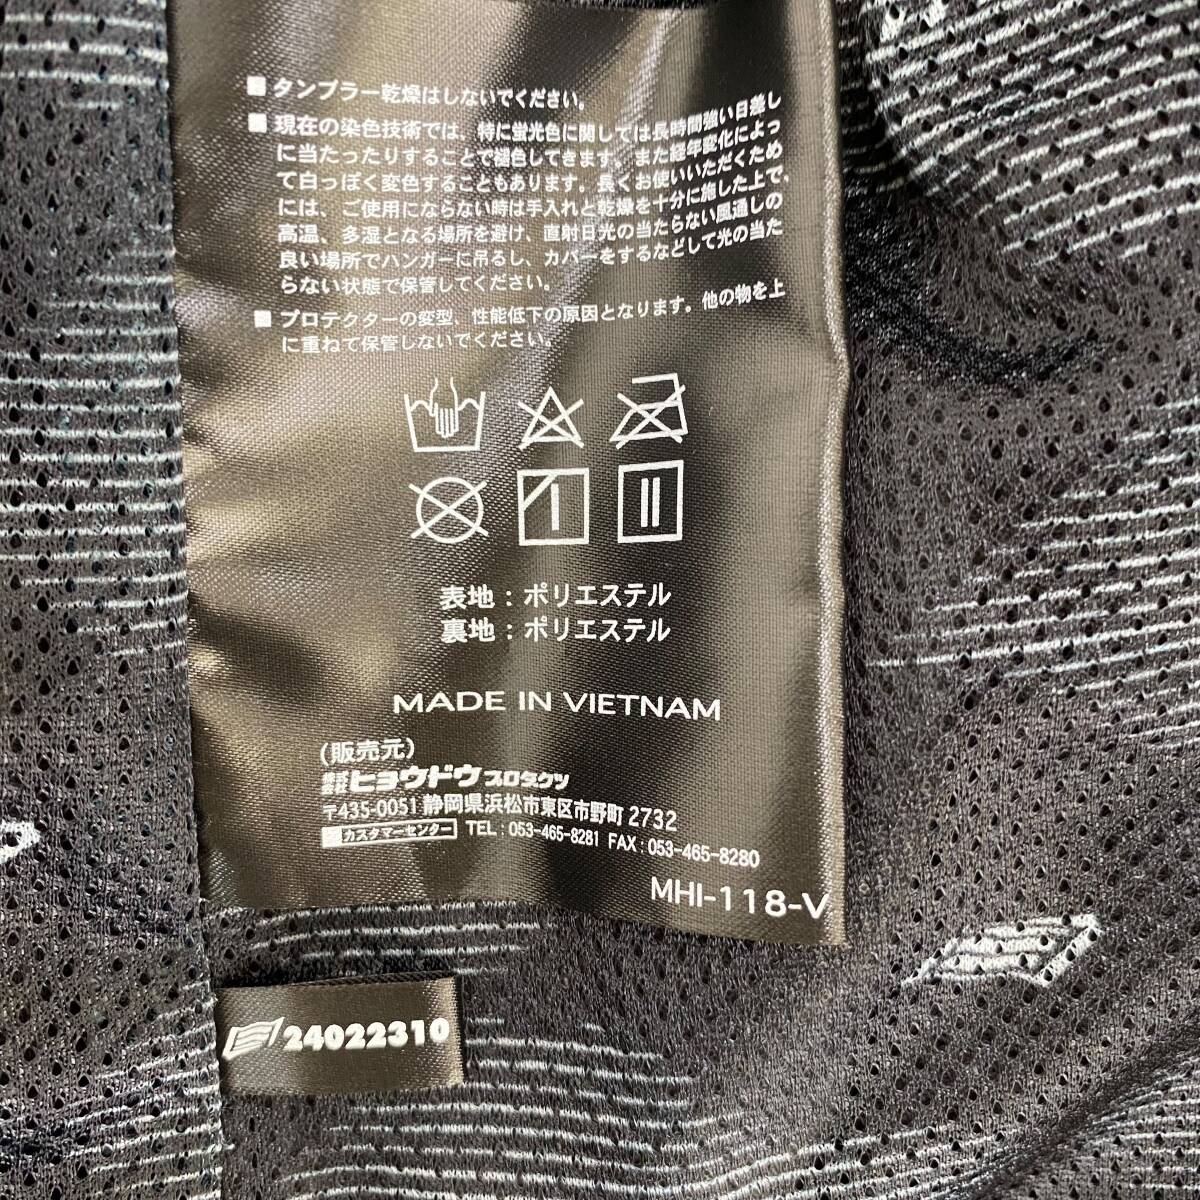 ■ タンブラー乾燥はしないでください。
■ 現在の染色技術では、特に蛍光色に関しては長時間強い日差し
に当たったりすることで褪色してきます。また経年変化によっ
て白っぽく変色することもあります。長くお使いいただくため
には、ご使用にならない時は手入れと乾燥を十分に施した上で、
高温、多湿となる場所を避け、直射日光の当たらない風通しの
良い場所でハンガーに吊るし、カバーをするなどして光の当た
らない状態で保管してください。
■ プロテクターの変型、性能低下の原因となります。他の物を上
に重ねて保管しないでください。
表地：ポリエステル
裏地：ポリエステル
MADE IN VIETNAM
(販売元)
株式会社ヒョウドウプロダクツ
〒435-0051 静岡県浜松市東区市野町 2732
カスタマーセンター TEL : 053-465-8281 FAX : 053-465-8280
MHI-118-V
24022310